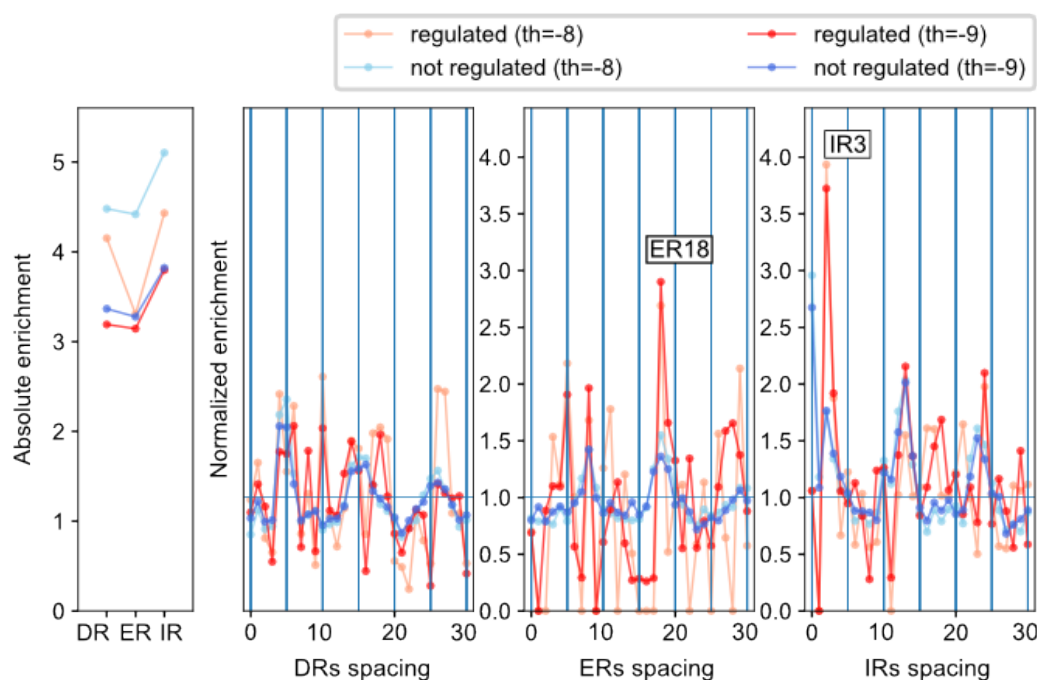 regulated (th=-8)
not regulated (th=-8)
regulated (th=-9)
not regulated (th=-9)
Absolute enrichment
5
4
3
2
1
0
DR ER IR
Normalized enrichment
0 10 20 30
DRs spacing
4.0
3.5
3.0
2.5
2.0
1.5
1.0
0.5
0.0
ER18
0 10 20 30
ERs spacing
4.0
3.5
3.0
2.5
2.0
1.5
1.0
0.5
0.0
IR3
0 10 20 30
IRs spacing